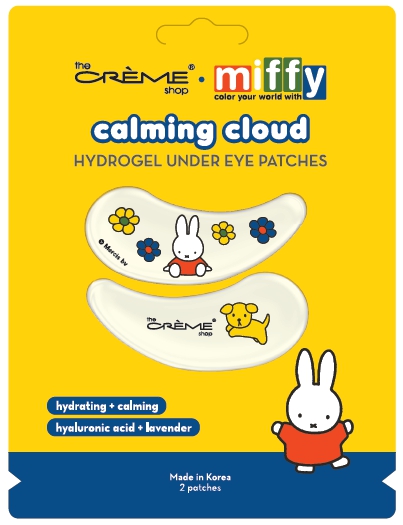 the
CRÈME®
shop
miffy
color your world with
calming cloud
HYDROGEL UNDER EYE PATCHES
© Mercis bv
the
CRÈME®
shop
hydrating + calming
hyaluronic acid + lavender
Made in Korea
2 patches